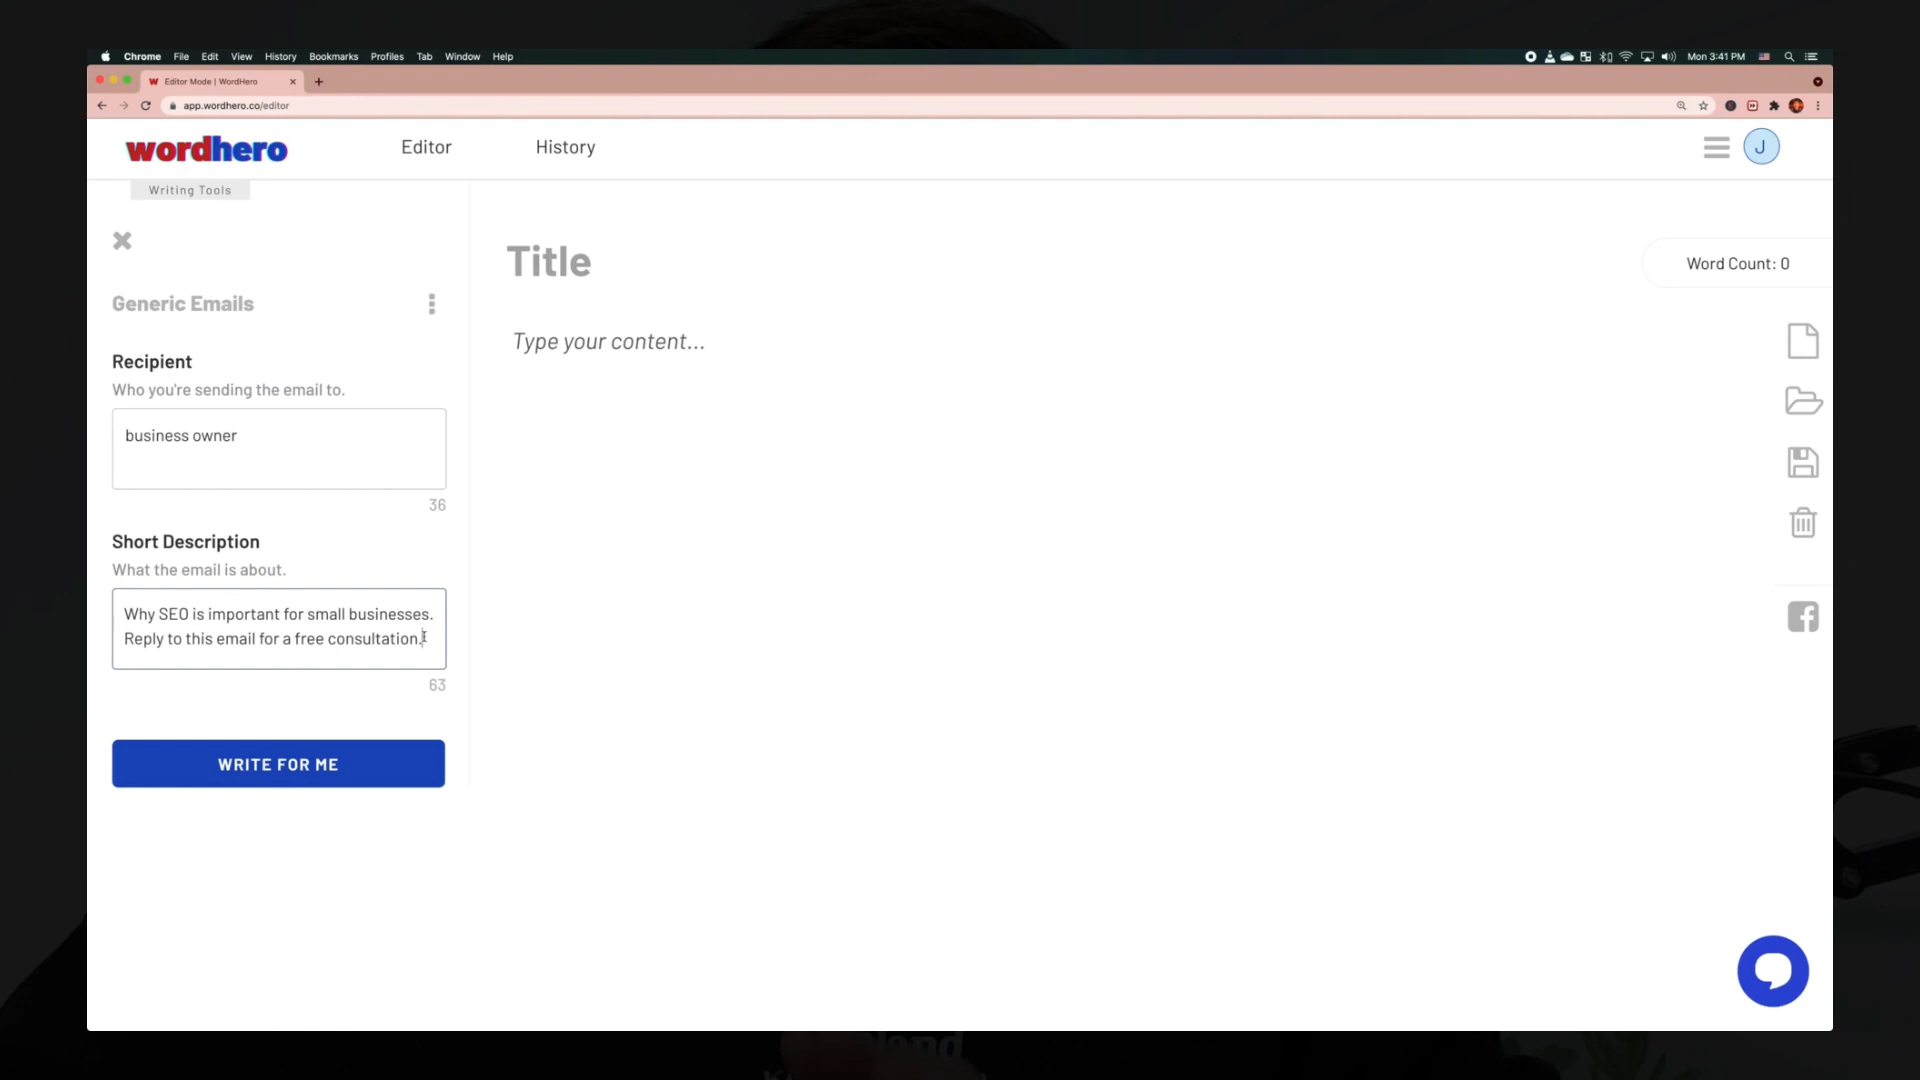 Chrome File Edit View History Bookmarks Profiles Tab Window Help
Mon 3:41 PM
W Editor Mode | WordHero
app.wordhero.co/editor
wordhero
Editor
History
J
Writing Tools
Title
Word Count: 0
Generic Emails
Type your content...
Recipient
Who you're sending the email to.
business owner
36
Short Description
What the email is about.
Why SEO is important for small businesses.
Reply to this email for a free consultation.
63
WRITE FOR ME